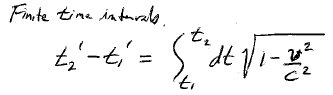 Finite time intervals.
t₂' - t₁' = ∫_{t₁}^{t₂} dt √(1 - v²/c²)